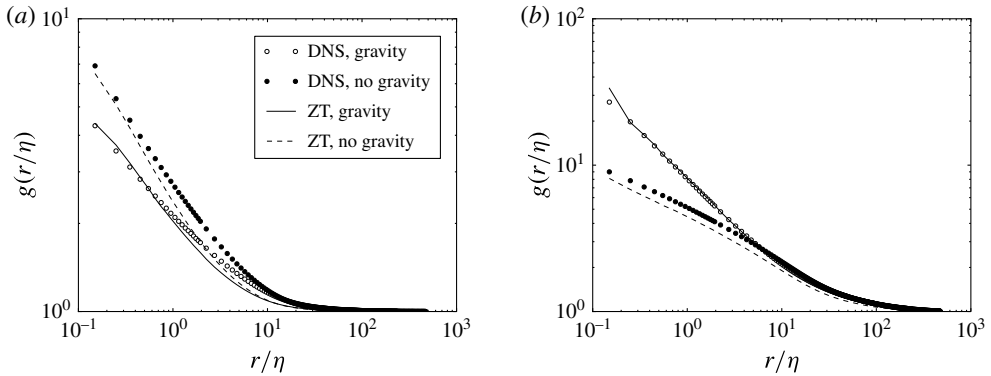 (a)
10^1
g(r/η)
10^0
10^-1
10^0
10^1
10^2
10^3
r/η
DNS, gravity
DNS, no gravity
ZT, gravity
ZT, no gravity
(b)
10^2
10^1
g(r/η)
10^0
10^-1
10^0
10^1
10^2
10^3
r/η